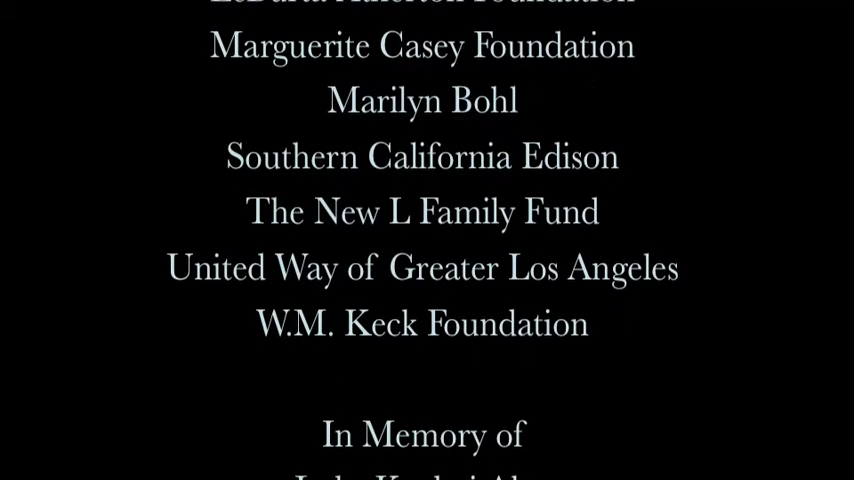 Foundation
Marguerite Casey Foundation
Marilyn Bohl
Southern California Edison
The New L Family Fund
United Way of Greater Los Angeles
W.M. Keck Foundation
In Memory of